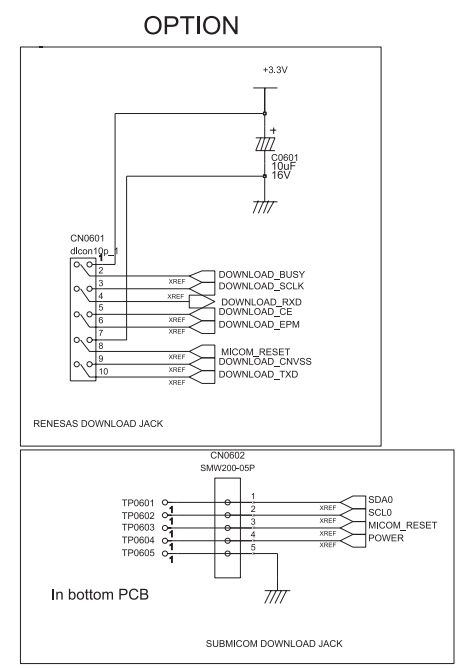 OPTION
+3.3V
+
C0601
10uF
16V
CN0601
dlcon10p_1
1
2
XREF
DOWNLOAD_BUSY
3
DOWNLOAD_SCLK
4
XREF
DOWNLOAD_RXD
5
DOWNLOAD_CE
6
XREF
DOWNLOAD_EPM
7
XREF
8
MICOM_RESET
9
XREF
DOWNLOAD_CNVSS
10
XREF
DOWNLOAD_TXD
XREF
RENESAS DOWNLOAD JACK
CN0602
SMW200-05P
TP0601
1
1
SDA0
TP0602
1
2
XREF
SCL0
TP0603
1
3
XREF
MICOM_RESET
TP0604
1
4
XREF
POWER
TP0605
1
5
XREF
In bottom PCB
SUBMICOM DOWNLOAD JACK